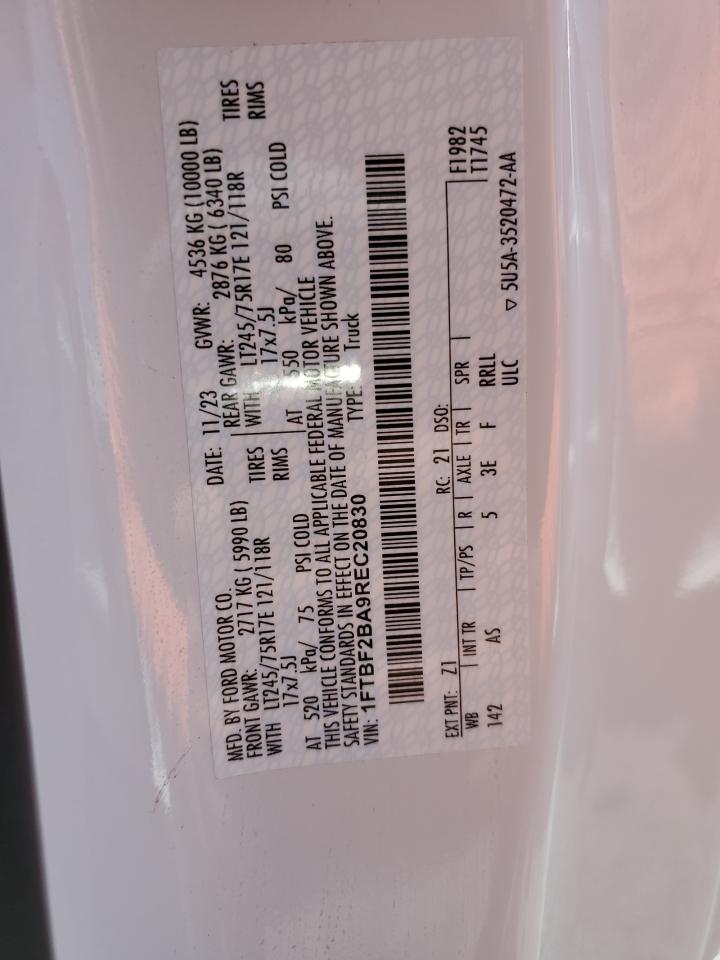 MFD. BY FORD MOTOR CO.
DATE: 11/23 GVWR: 4536 KG (10000 LB)
FRONT GAWR: 2717 KG ( 5990 LB) REAR GAWR: 2876 KG ( 6340 LB)
WITH LT245/75R17E 121/118R TIRES WITH LT245/75R17E 121/118R TIRES
17x7.5J RIMS 17x7.5J RIMS
AT 520 kPa/ 75 PSI COLD AT 550 kPa/ 80 PSI COLD
THIS VEHICLE CONFORMS TO ALL APPLICABLE FEDERAL MOTOR VEHICLE
SAFETY STANDARDS IN EFFECT ON THE DATE OF MANUFACTURE SHOWN ABOVE.
VIN: 1FTBF2BA9REC20830 TYPE: Truck
EXT PNT: Z1 RC: 21 DSO: F1982
WB INT TR TP/PS R AXLE TR SPR T1745
142 AS 5 3E F RRLL
ULC ▽ 5U5A-3520472-AA